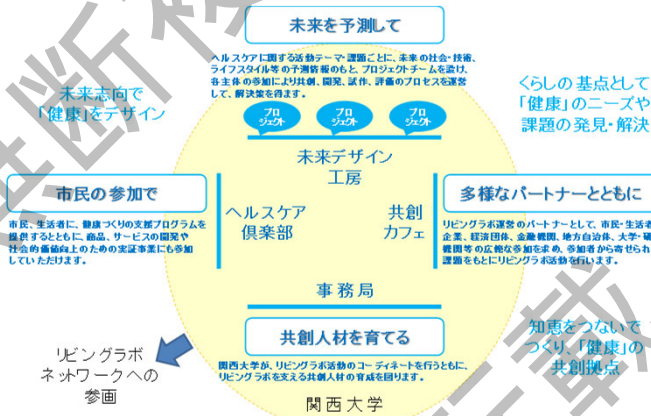 未来を予測して
ヘルスケアに関する活動テーマ・課題ごとに、未来の社会・技術、
ライフスタイル等の予測情報のもと、プロジェクトチームを設け、
各主体の参加により共創、開発、試作、評価のプロセスを運営
して、解決策を得ます。
未来志向で
「健康」をデザイン
くらしの基点として
「健康」のニーズや
課題の発見・解決
プロ
ジェクト
プロ
ジェクト
プロ
ジェクト
未来デザイン
工房
市民の参加で
市民、生活者に、健康づくりの支援プログラムを
提供するとともに、商品、サービスの開発や
社会的価値向上のための実証事業にも参加
していただけます。
ヘルスケア
倶楽部
共創
カフェ
多様なパートナーとともに
リビングラボ運営のパートナーとして、市民・生活者
企業、経済団体、金融機関、地方自治体、大学・研
機関等の広範な参加を求め、参加者から寄せられ
課題をもとにリビングラボ活動を行います。
事務局
共創人材を育てる
関西大学が、リビングラボ活動のコーディネートを行うともに、
リビングラボを支える共創人材の育成を図ります。
関西大学
リビングラボ
ネットワークへの
参画
知恵をつないで
つくり、「健康」の
共創拠点